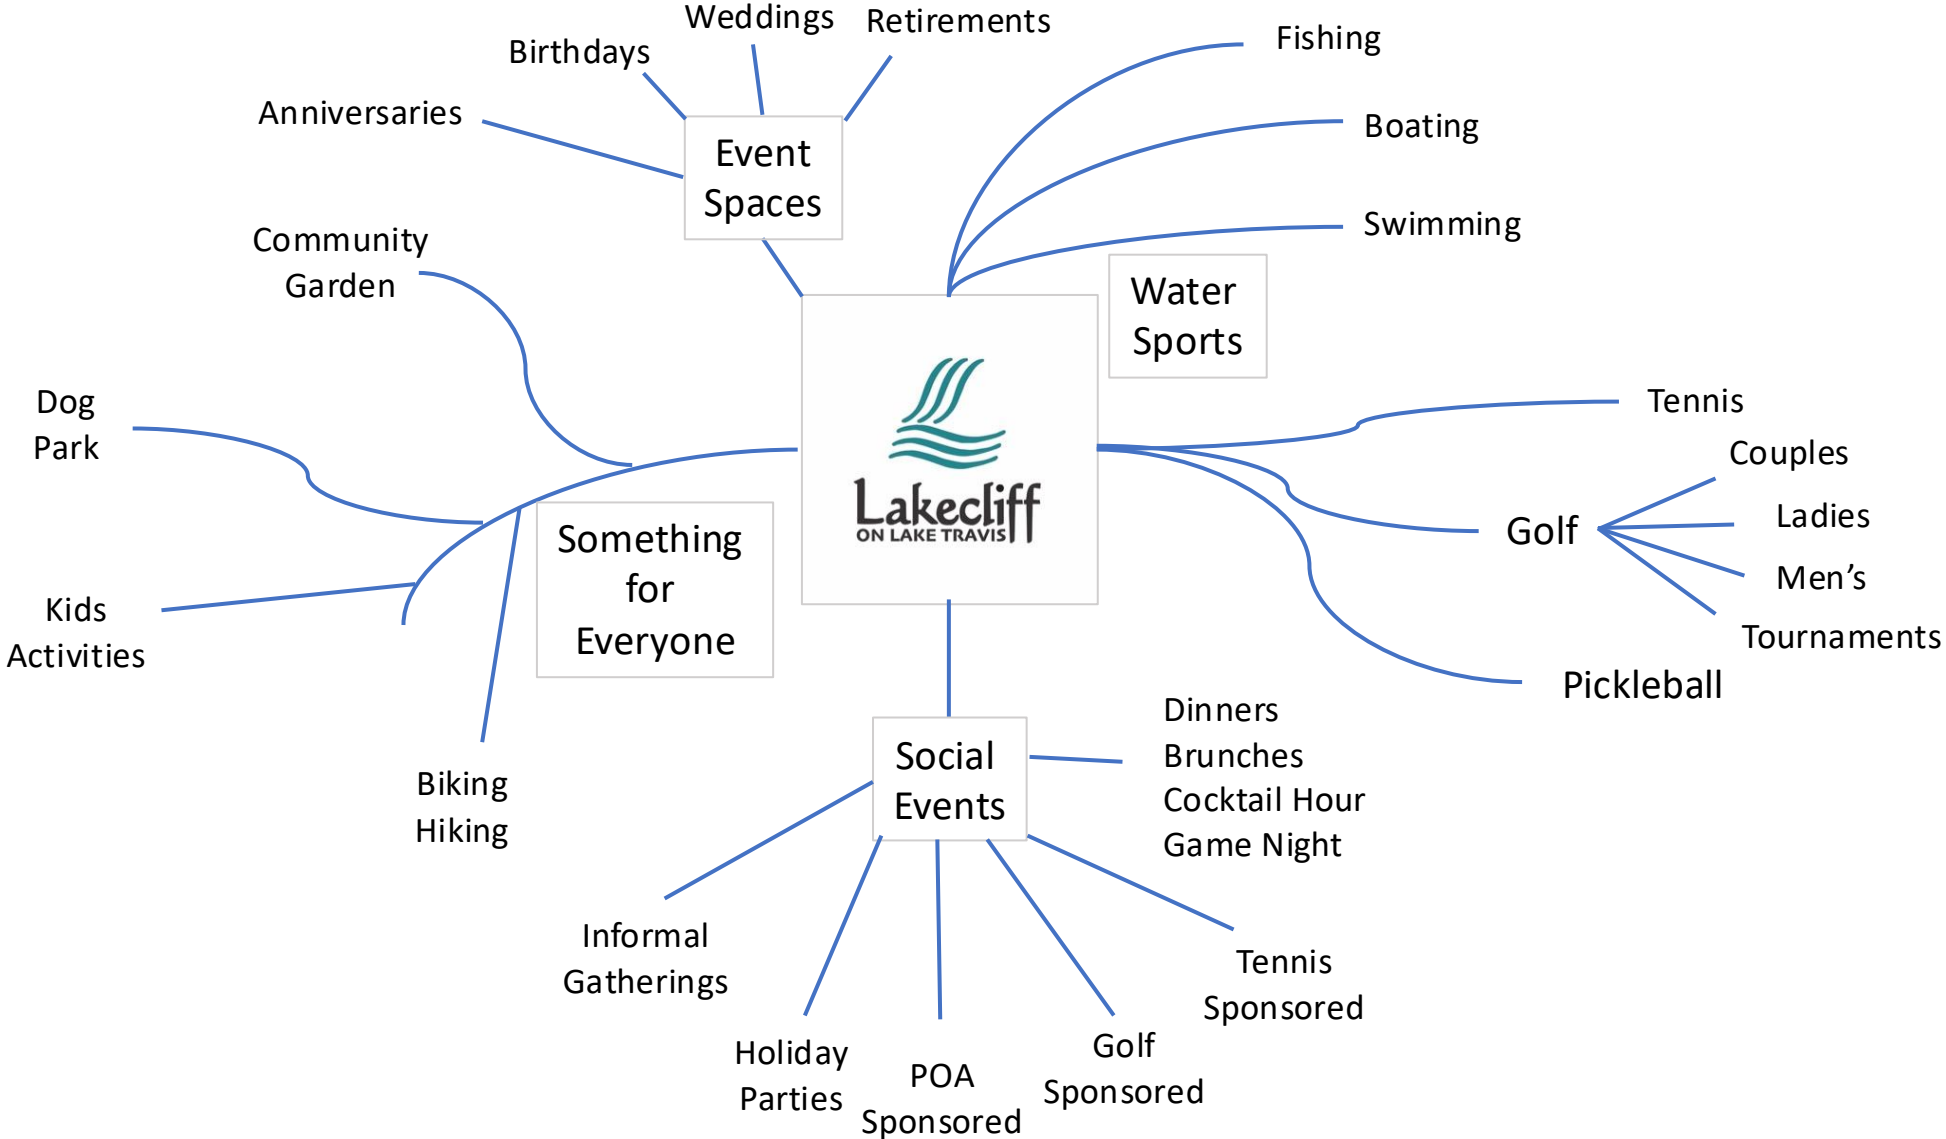 Weddings
Retirements
Birthdays
Anniversaries
Event
Spaces
Fishing
Boating
Swimming
Water
Sports
Community
Garden
Dog
Park
Kids
Activities
Biking
Hiking
Something
for
Everyone
Lakecliff
ON LAKE TRAVIS
Tennis
Couples
Ladies
Golf
Men’s
Tournaments
Pickleball
Social
Events
Dinners
Brunches
Cocktail Hour
Game Night
Informal
Gatherings
Holiday
Parties
POA
Sponsored
Golf
Sponsored
Tennis
Sponsored